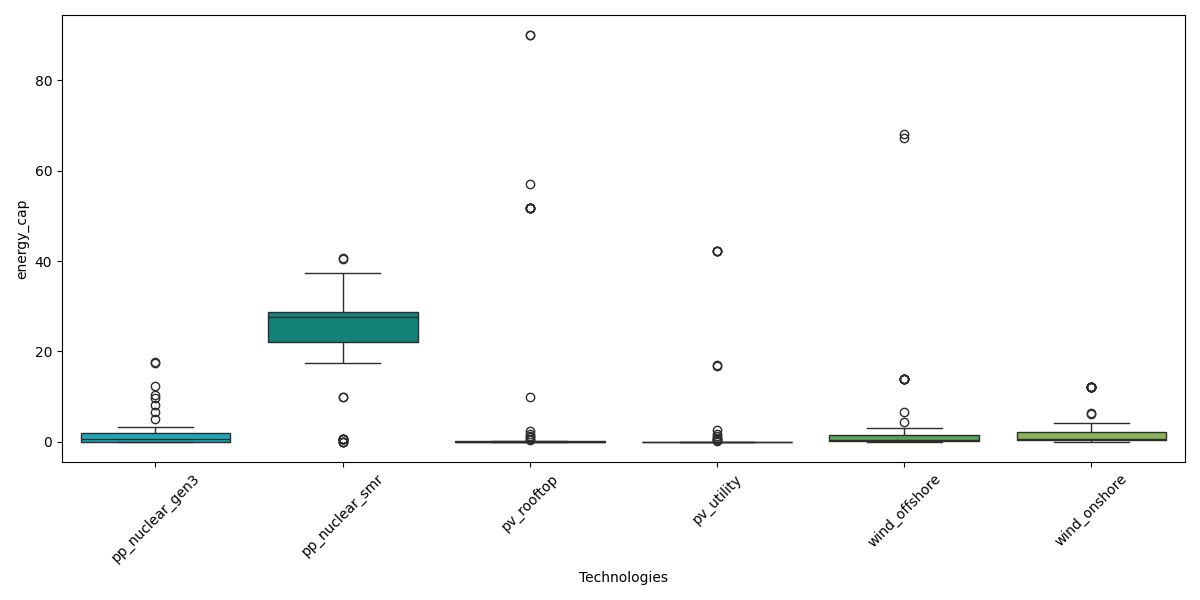 energy_cap
80
60
40
20
0
pp_nuclear_gen3
pp_nuclear_smr
pv_rooftop
pv_utility
wind_offshore
wind_onshore
Technologies